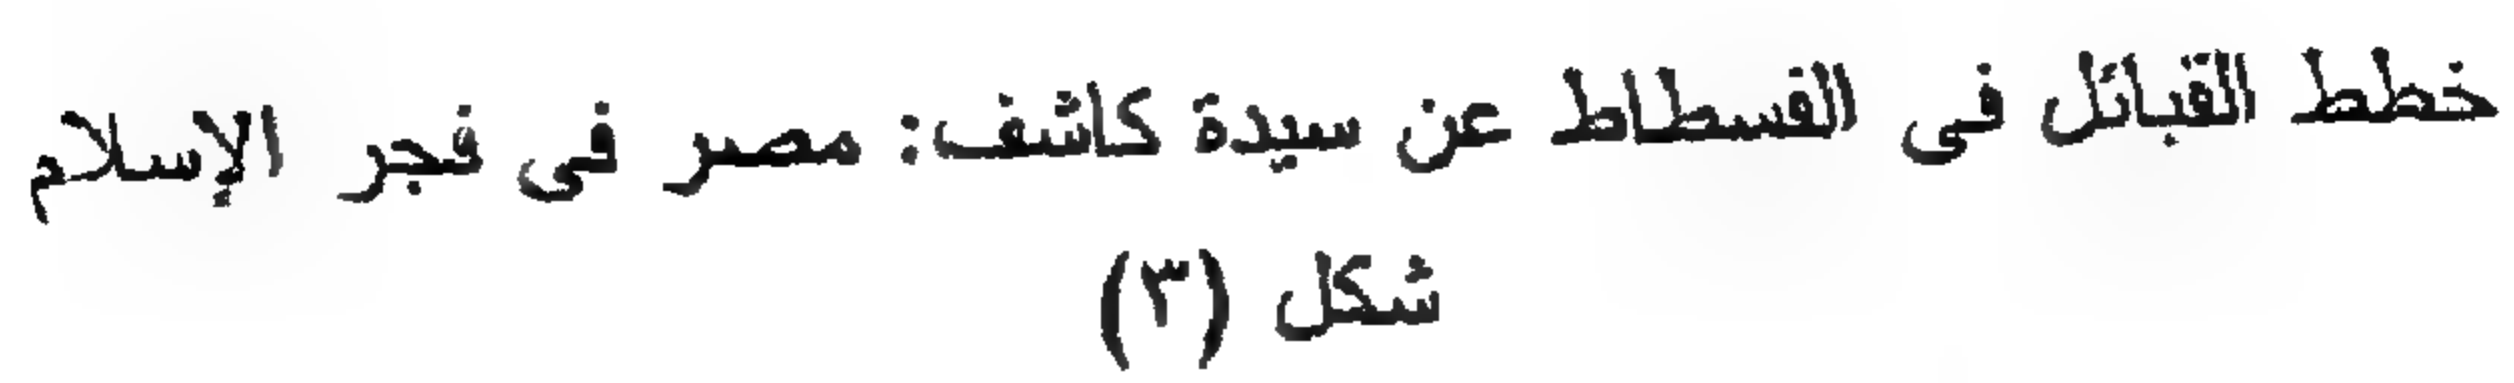 خطط القبائل فى الفسطاط عن سيدة كاشف: مصر فى فجر الإسلام
شكل (٣)